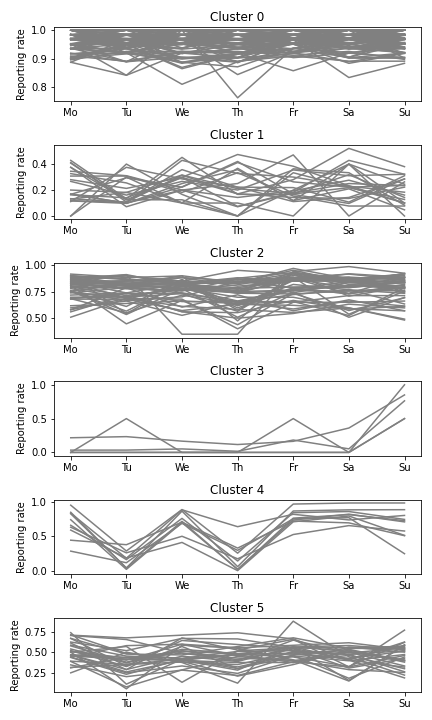 Cluster 0
Reporting rate
1.0
0.9
0.8
Mo Tu We Th Fr Sa Su
Cluster 1
Reporting rate
0.4
0.2
0.0
Mo Tu We Th Fr Sa Su
Cluster 2
Reporting rate
1.00
0.75
0.50
Mo Tu We Th Fr Sa Su
Cluster 3
Reporting rate
1.0
0.5
0.0
Mo Tu We Th Fr Sa Su
Cluster 4
Reporting rate
1.0
0.5
0.0
Mo Tu We Th Fr Sa Su
Cluster 5
Reporting rate
0.75
0.50
0.25
Mo Tu We Th Fr Sa Su